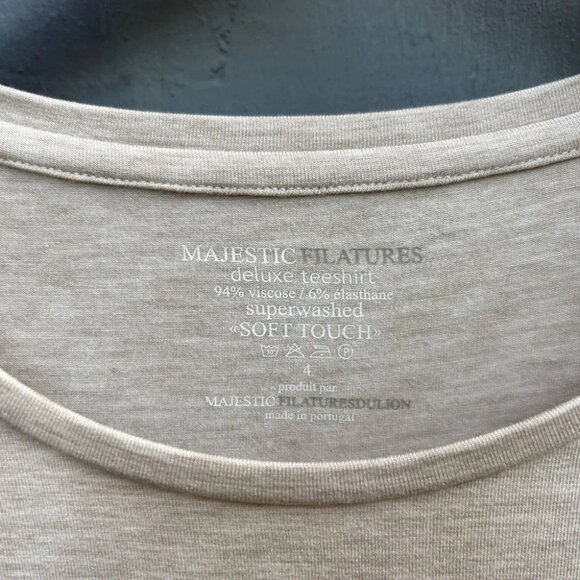 MAJESTIC FILATURES
deluxe teeshirt
94% viscose / 6% élasthane
superwashed
«SOFT TOUCH»
4
produit par
MAJESTIC FILATURESDULION
made in portugal